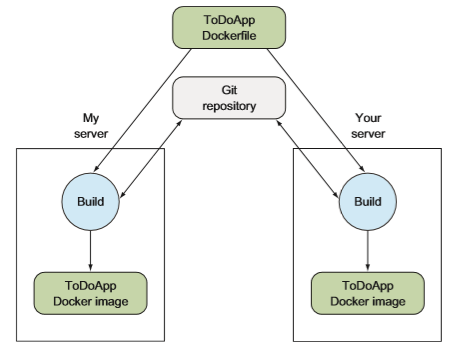 ToDoApp
Dockerfile
Git
repository
My
server
Your
server
Build
Build
ToDoApp
Docker image
ToDoApp
Docker image